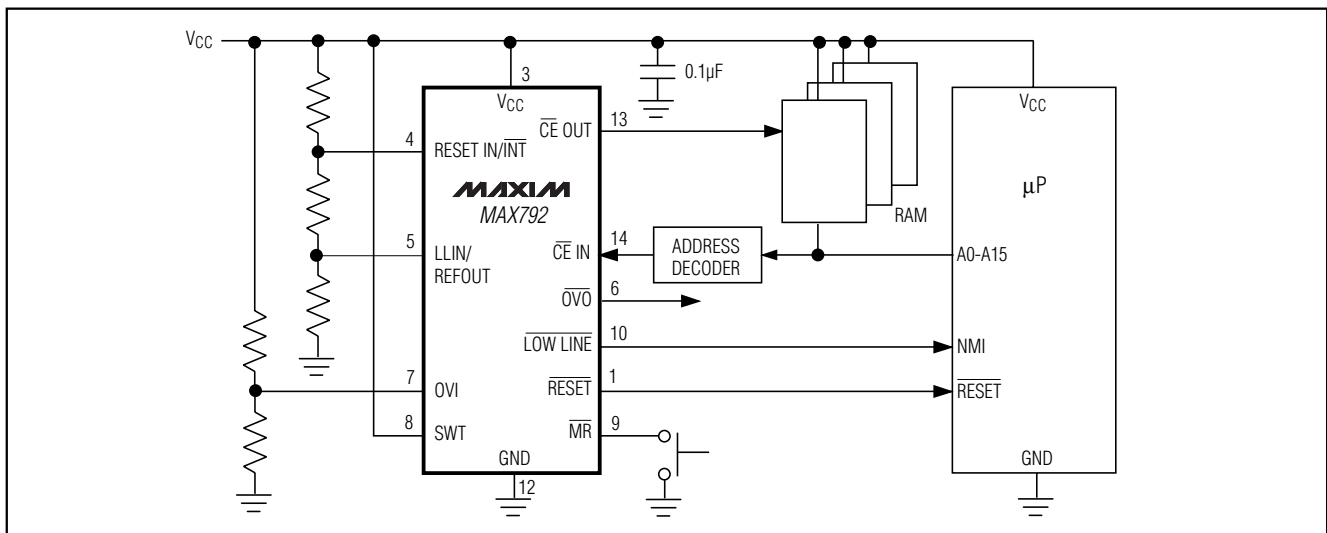 VCC
3
VCC
0.1µF
VCC
CE OUT
13
4
RESET IN/INT
MAXIM
MAX792
µP
RAM
5
LLIN/
REFOUT
CE IN
14
ADDRESS
DECODER
A0-A15
OVO
6
LOW LINE
10
NMI
7
OVI
RESET
1
RESET
8
SWT
MR
9
GND
12
GND